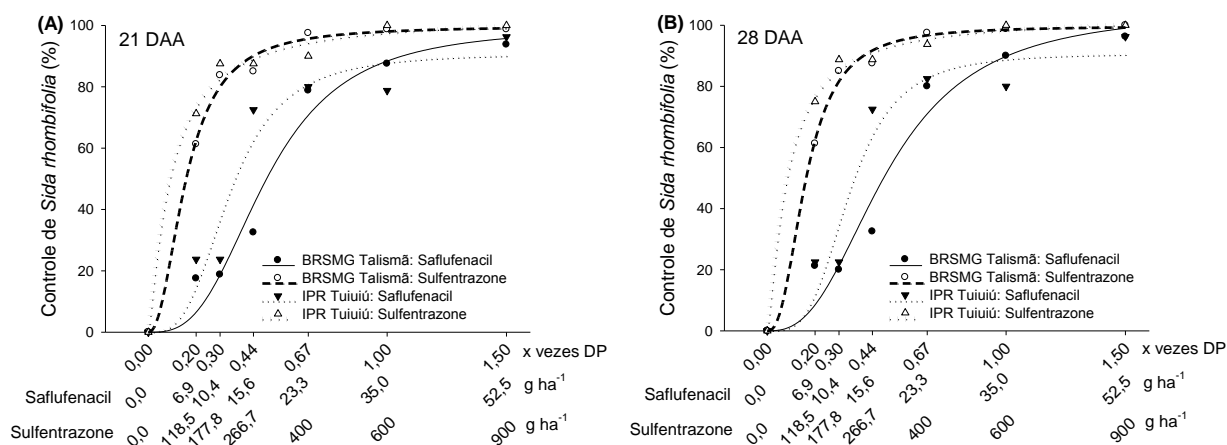 (A)
21 DAA
Controle de Sida rhombifolia (%)
100
80
60
40
20
0
BRSMG Talismã: Saflufenacil
BRSMG Talismã: Sulfentrazone
IPR Tuiuiú: Saflufenacil
IPR Tuiuiú: Sulfentrazone
0,00 0,20 0,30 0,44 0,67 1,00 1,50 x vezes DP
Saflufenacil 0,0 6,9 10,4 15,6 23,3 35,0 52,5 g ha-1
Sulfentrazone 0,0 118,5 177,8 266,7 400 600 900 g ha-1
(B)
28 DAA
Controle de Sida rhombifolia (%)
100
80
60
40
20
0
BRSMG Talismã: Saflufenacil
BRSMG Talismã: Sulfentrazone
IPR Tuiuiú: Saflufenacil
IPR Tuiuiú: Sulfentrazone
0,00 0,20 0,30 0,44 0,67 1,00 1,50 x vezes DP
Saflufenacil 0,0 6,9 10,4 15,6 23,3 35,0 52,5 g ha-1
Sulfentrazone 0,0 118,5 177,8 266,7 400 600 900 g ha-1